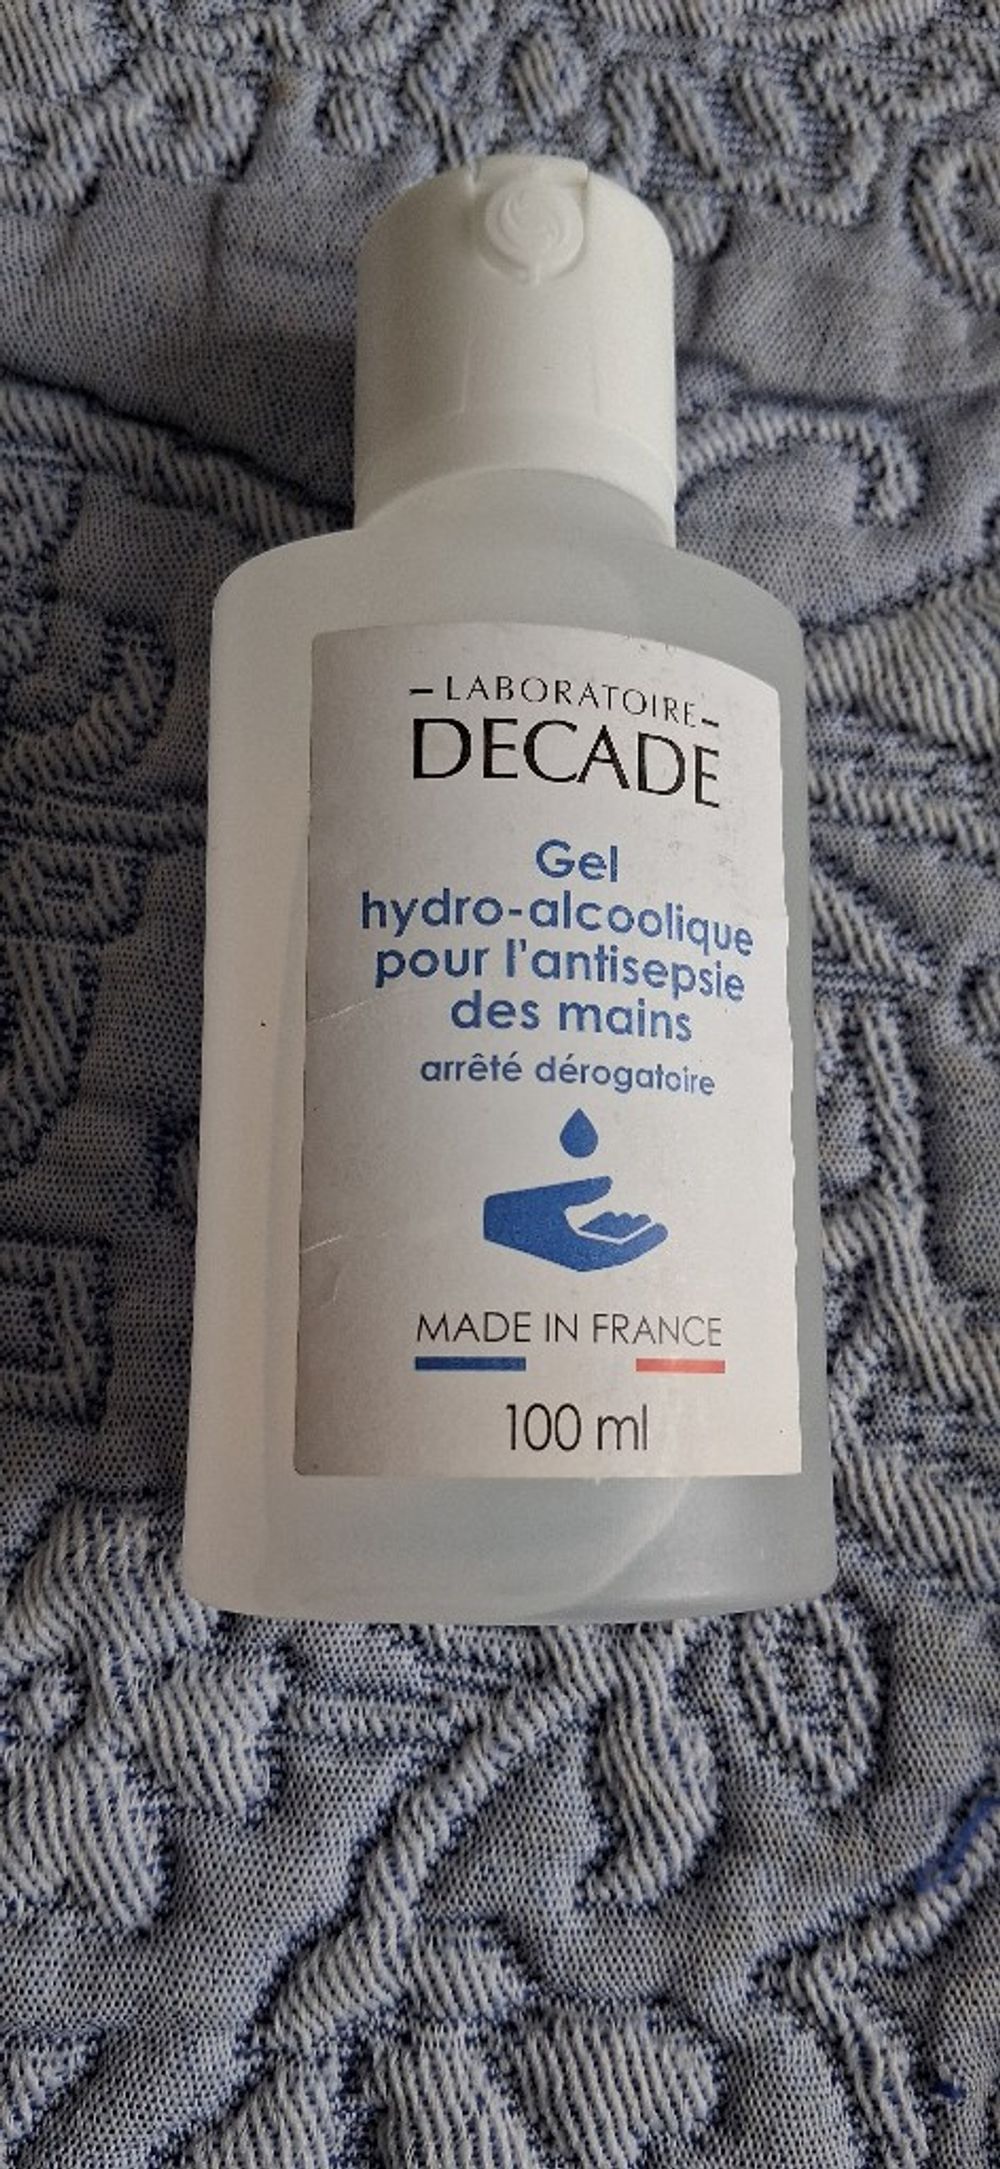 – LABORATOIRE –
DECADE
Gel
hydro-alcoolique
pour l'antisepsie
des mains
arrêté dérogatoire
MADE IN FRANCE
100 ml